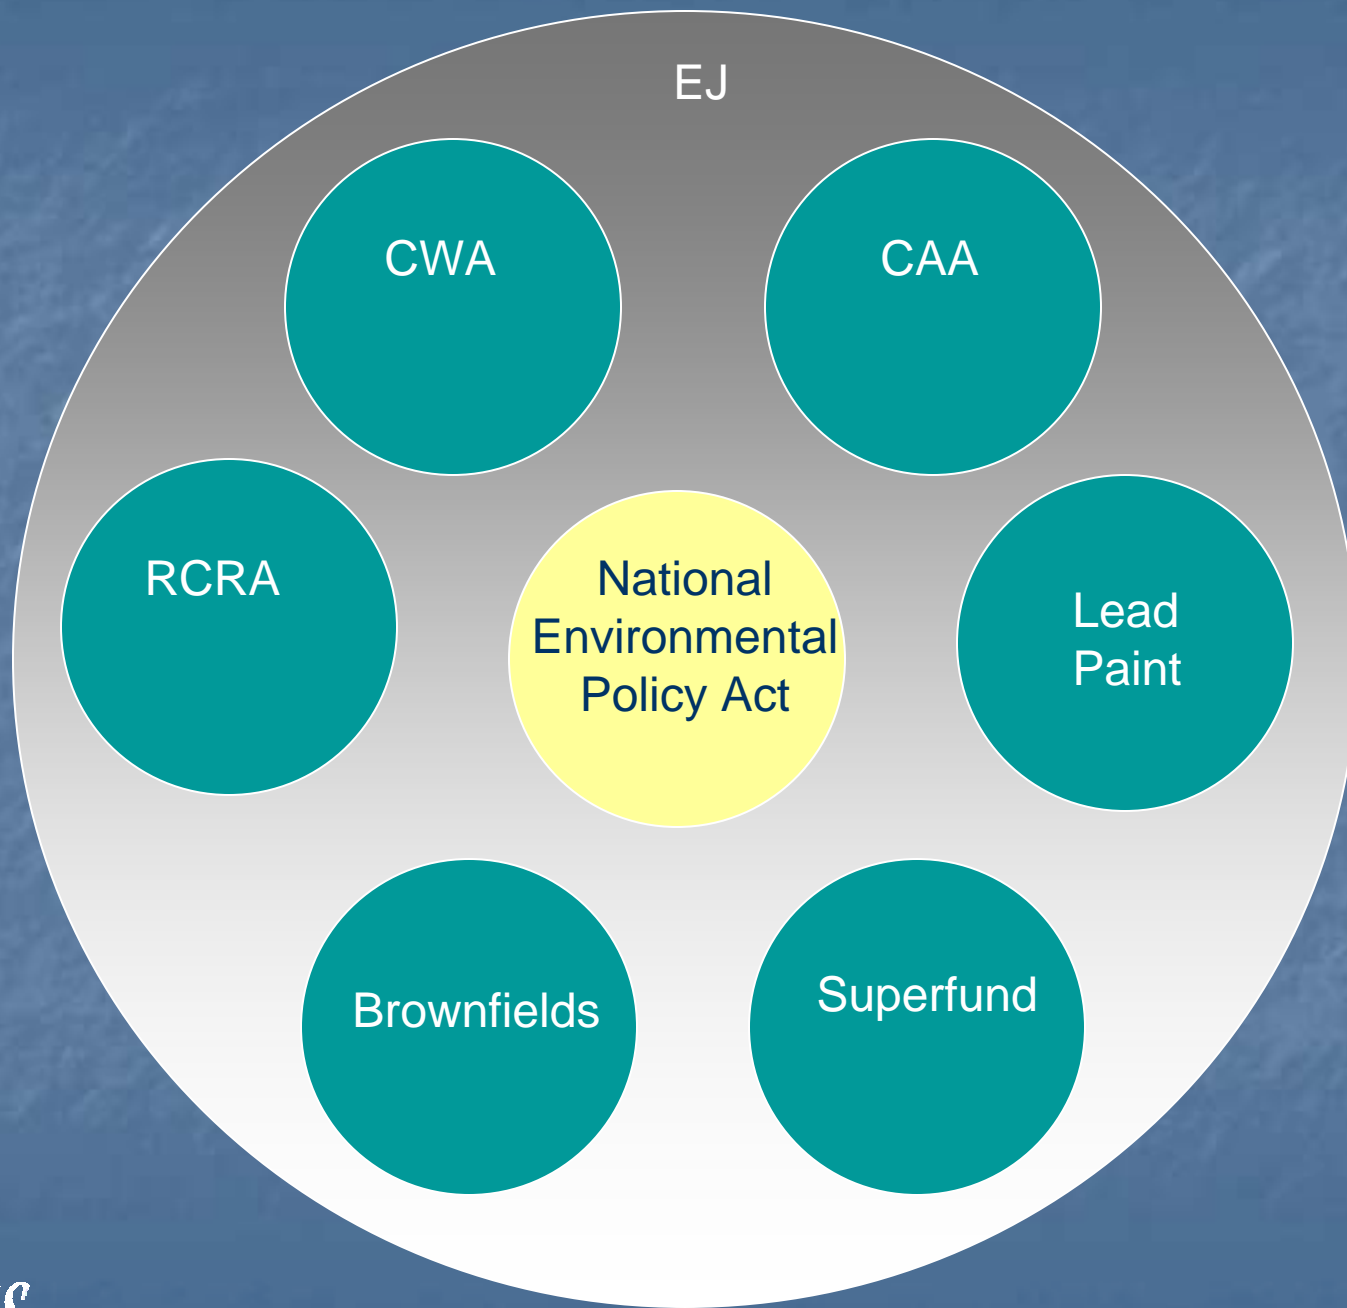 EJ
CWA
CAA
RCRA
National
Environmental
Policy Act
Lead
Paint
Brownfields
Superfund